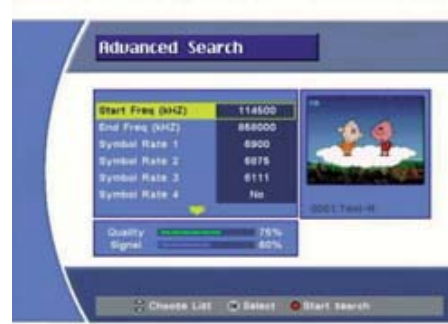 Advanced Search
Start Freq (kHZ) 114500
End Freq (kHZ) 858000
Symbol Rate 1 6900
Symbol Rate 2 6875
Symbol Rate 3 6111
Symbol Rate 4 No
Quality 75%
Signal 60%
Choose List Select Start Search